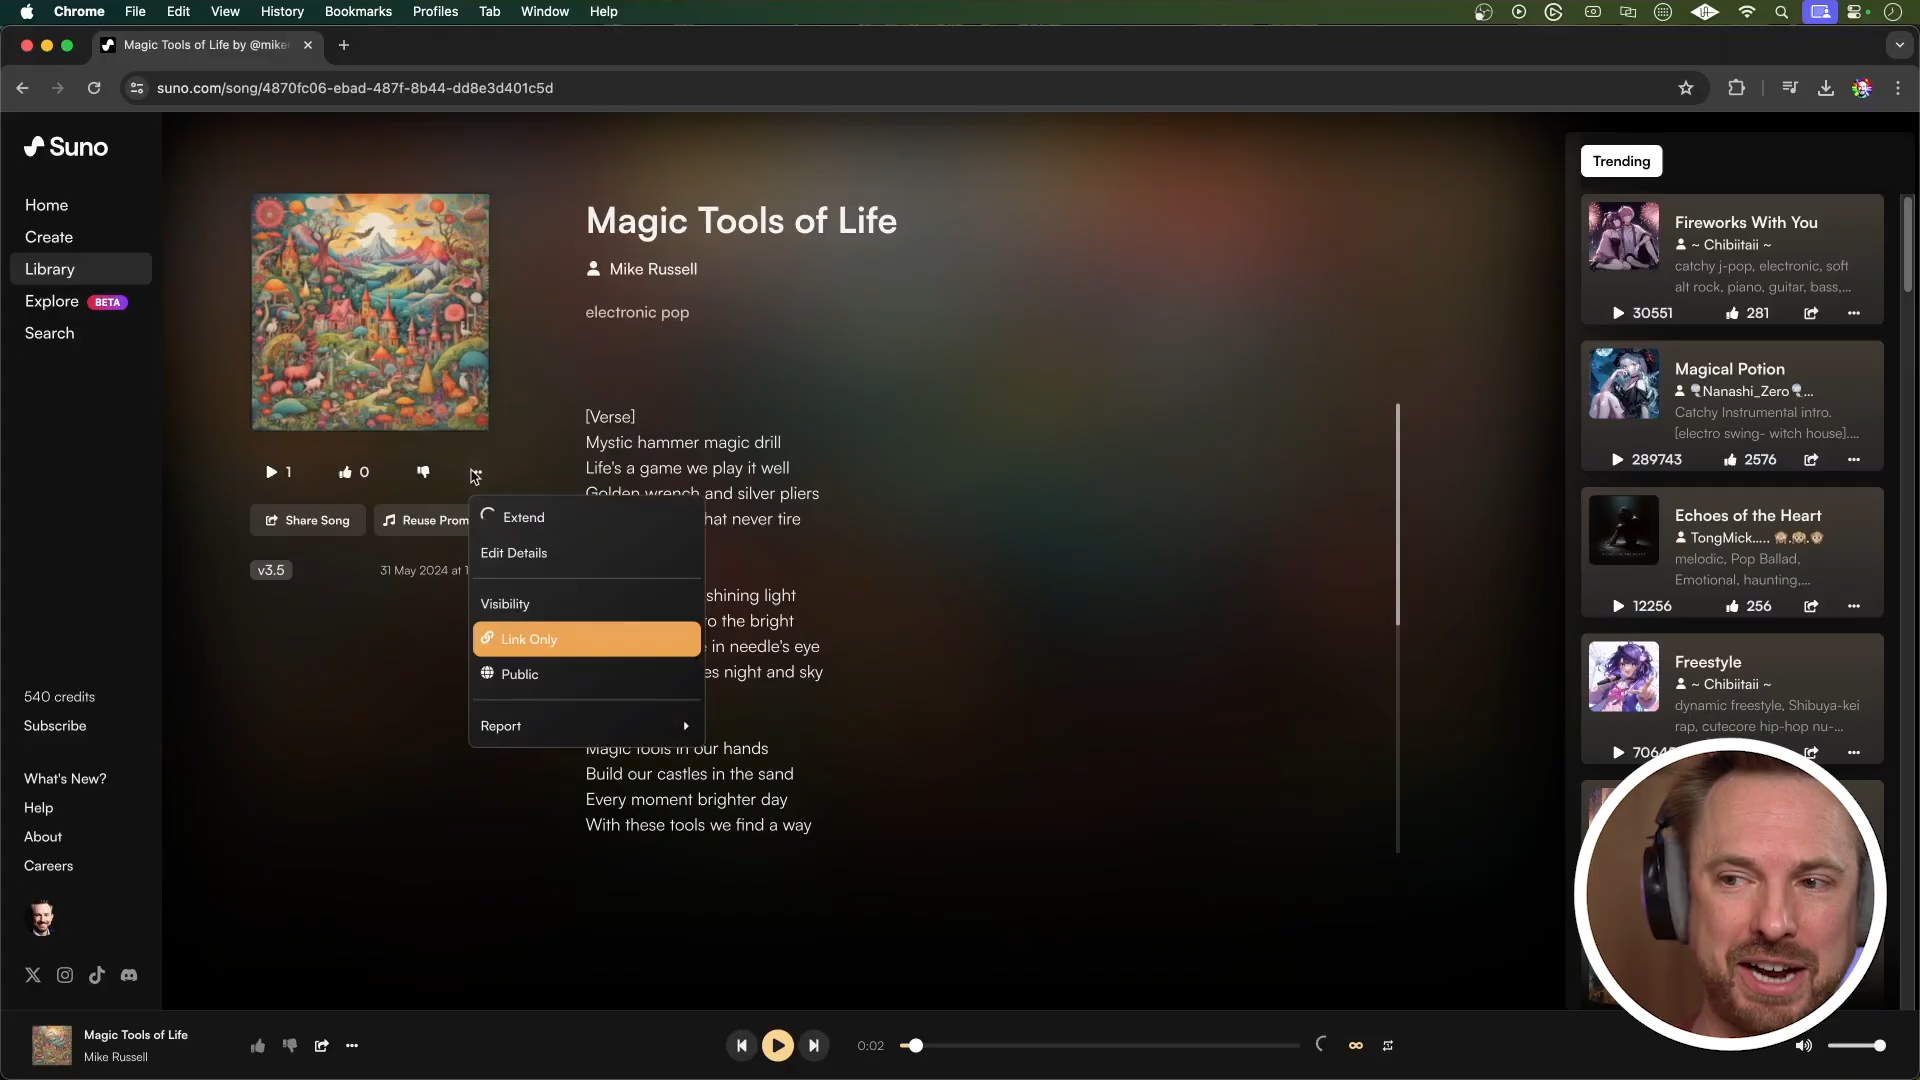 Chrome File Edit View History Bookmarks Profiles Tab Window Help
Magic Tools of Life by @mike
suno.com/song/4870fc06-ebad-487f-8b44-dd8e3d401c5d
Suno
Home
Create
Library
Explore BETA
Search
540 credits
Subscribe
What's New?
Help
About
Careers
1 0
Share Song
Reuse Prom
v3.5
31 May 2024 at 1
Magic Tools of Life
Mike Russell
electronic pop
[Verse]
Mystic hammer magic drill
Life's a game we play it well
Golden wrench and silver pliers
hat never tire
shining light
to the bright
in needle's eye
es night and sky
Magic tools in our hands
Build our castles in the sand
Every moment brighter day
With these tools we find a way
Extend
Edit Details
Visibility
Link Only
Public
Report
Trending
Fireworks With You
~ Chibiitaii ~
catchy j-pop, electronic, soft
alt rock, piano, guitar, bass,...
30551 281
Magical Potion
Nanashi_Zero...
Catchy Instrumental intro.
[electro swing- witch house]....
289743 2576
Echoes of the Heart
TongMick.....
melodic, Pop Ballad,
Emotional, haunting,...
12256 256
Freestyle
~ Chibiitaii ~
dynamic freestyle, Shibuya-kei
rap, cutecore hip-hop nu-...
Magic Tools of Life
Mike Russell
0:02